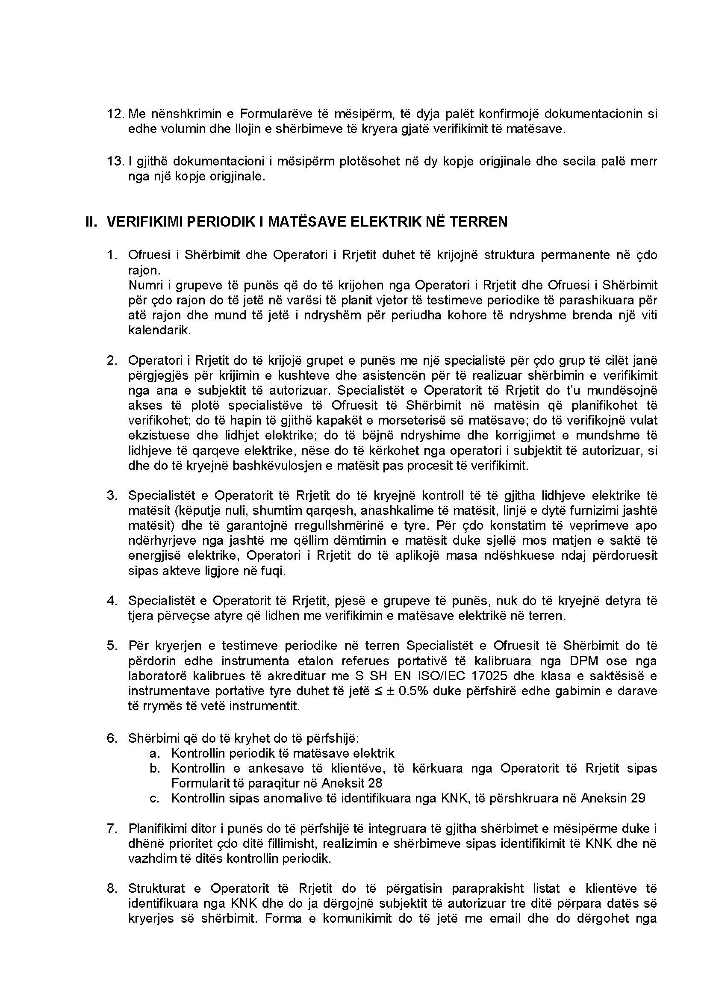 12. Me nënshkrimin e Formularëve të mësipërm, të dyja palët konfirmojë dokumentacionin si
edhe volumin dhe llojin e shërbimeve të kryera gjatë verifikimit të matësave.
13. I gjithë dokumentacioni i mësipërm plotësohet në dy kopje origjinale dhe secila palë merr
nga një kopje origjinale.
II. VERIFIKIMI PERIODIK I MATËSAVE ELEKTRIK NË TERREN
1. Ofruesi i Shërbimit dhe Operatori i Rrjetit duhet të krijojnë struktura permanente në çdo
rajon.
Numri i grupeve të punës që do të krijohen nga Operatori i Rrjetit dhe Ofruesi i Shërbimit
për çdo rajon do të jetë në varësi të planit vjetor të testimeve periodike të parashikuara për
atë rajon dhe mund të jetë i ndryshëm për periudha kohore të ndryshme brenda një viti
kalendarik.
2. Operatori i Rrjetit do të krijojë grupet e punës me një specialistë për çdo grup të cilët janë
përgjegjës për krijimin e kushteve dhe asistencën për të realizuar shërbimin e verifikimit
nga ana e subjektit të autorizuar. Specialistët e Operatorit të Rrjetit do t'u mundësojnë
akses të plotë specialistëve të Ofruesit të Shërbimit në matësin që planifikohet të
verifikohet; do të hapin të gjithë kapakët e morseterisë së matësave; do të verifikojnë vulat
ekzistuese dhe lidhjet elektrike; do të bëjnë ndryshime dhe korrigjimet e mundshme të
lidhjeve të qarqeve elektrike, nëse do të kërkohet nga operatori i subjektit të autorizuar, si
dhe do të kryejnë bashkëvulosjen e matësit pas procesit të verifikimit.
3. Specialistët e Operatorit të Rrjetit do të kryejnë kontroll të të gjitha lidhjeve elektrike të
matësit (këputje nuli, shumtim qarqesh, anashkalime të matësit, linjë e dytë furnizimi jashtë
matësit) dhe të garantojnë rregullshmërinë e tyre. Për çdo konstatim të veprimeve apo
ndërhyrjeve nga jashtë me qëllim dëmtimin e matësit duke sjellë mos matjen e saktë të
energjisë elektrike, Operatori i Rrjetit do të aplikojë masa ndëshkuese ndaj përdoruesit
sipas akteve ligjore në fuqi.
4. Specialistët e Operatorit të Rrjetit, pjesë e grupeve të punës, nuk do të kryejnë detyra të
tjera përveçse atyre që lidhen me verifikimin e matësave elektrikë në terren.
5. Për kryerjen e testimeve periodike në terren Specialistët e Ofruesit të Shërbimit do të
përdorin edhe instrumenta etalon referues portativë të kalibruara nga DPM ose nga
laboratorë kalibrues të akredituar me S SH EN ISO/IEC 17025 dhe klasa e saktësisë e
instrumentave portative tyre duhet të jetë ≤ ± 0.5% duke përfshirë edhe gabimin e darave
të rrymës të vetë instrumentit.
6. Shërbimi që do të kryhet do të përfshijë:
a. Kontrollin periodik të matësave elektrik
b. Kontrollin e ankesave të klientëve, të kërkuara nga Operatorit të Rrjetit sipas
Formularit të paraqitur në Aneksit 28
c. Kontrollin sipas anomalive të identifikuara nga KNK, të përshkruara në Aneksin 29
7. Planifikimi ditor i punës do të përfshijë të integruara të gjitha shërbimet e mësipërme duke i
dhënë prioritet çdo ditë fillimisht, realizimin e shërbimeve sipas identifikimit të KNK dhe në
vazhdim të ditës kontrollin periodik.
8. Strukturat e Operatorit të Rrjetit do të përgatisin paraprakisht listat e klientëve të
identifikuara nga KNK dhe do ja dërgojnë subjektit të autorizuar tre ditë përpara datës së
kryerjes së shërbimit. Forma e komunikimit do të jetë me email dhe do dërgohet nga